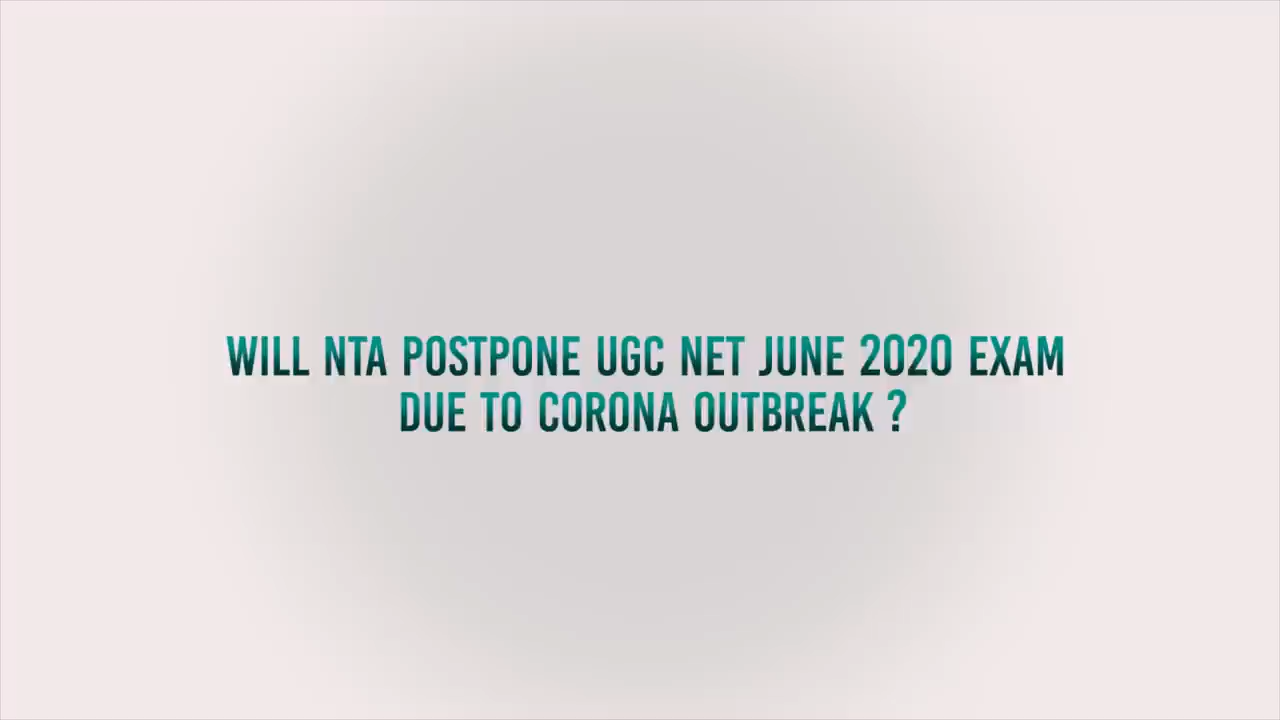 WILL NTA POSTPONE UGC NET JUNE 2020 EXAM
DUE TO CORONA OUTBREAK ?